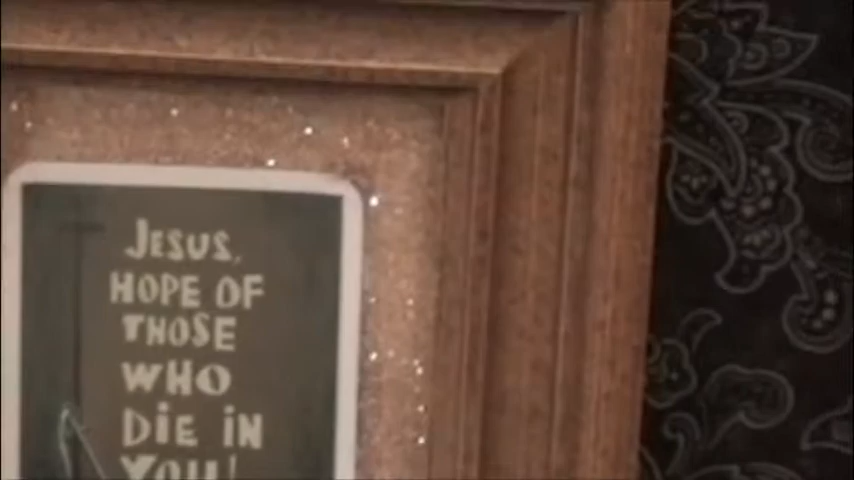 JESUS,
HOPE OF
THOSE
WHO
DIE IN
YOU!